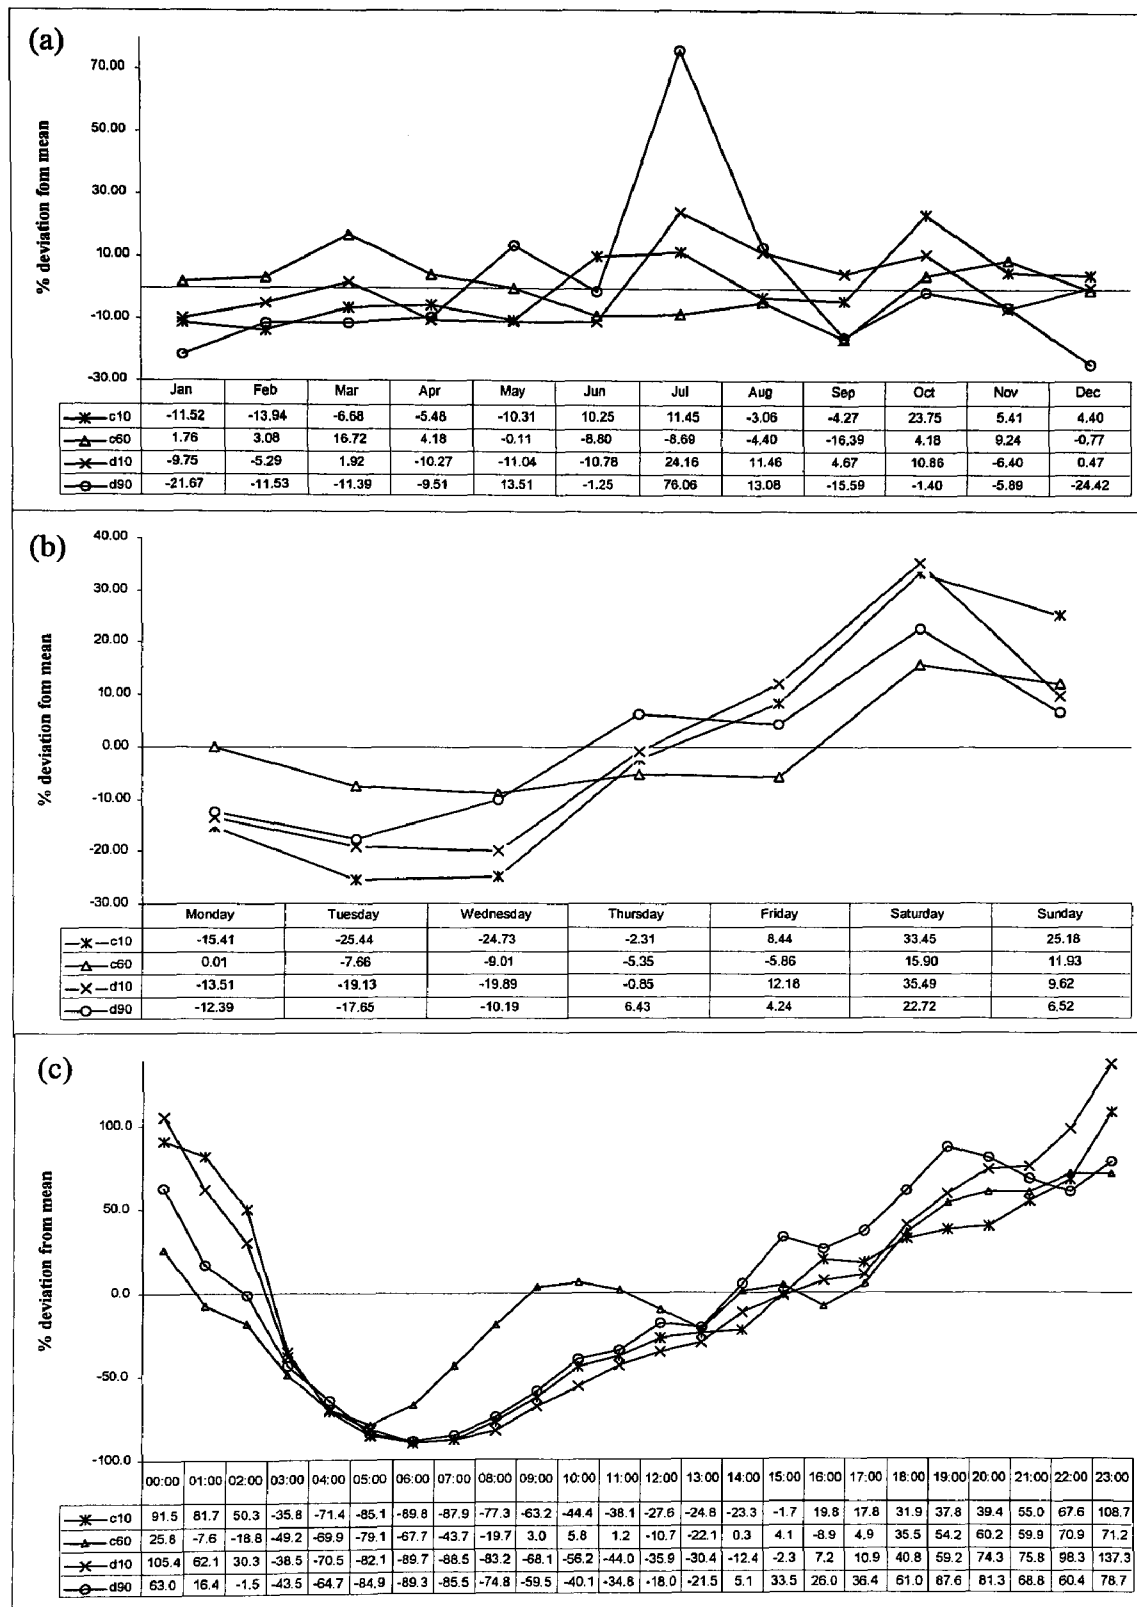 (a)
% deviation fom mean
70.00
50.00
30.00
10.00
-10.00
-30.00
Jan Feb Mar Apr May Jun Jul Aug Sep Oct Nov Dec
c10 -11.52 -13.94 -6.68 -5.48 -10.31 10.25 11.45 -3.06 -4.27 23.75 5.41 4.40
c60 1.76 3.08 16.72 4.18 -0.11 -8.80 -8.69 -4.40 -16.39 4.18 9.24 -0.77
d10 -9.75 -5.29 1.92 -10.27 -11.04 -10.78 24.16 11.46 4.67 10.86 -6.40 0.47
d90 -21.67 -11.53 -11.39 -9.51 13.51 -1.25 76.06 13.08 -15.59 -1.40 -5.89 -24.42
(b)
% deviation fom mean
40.00
30.00
20.00
10.00
0.00
-10.00
-20.00
-30.00
Monday Tuesday Wednesday Thursday Friday Saturday Sunday
c10 -15.41 -25.44 -24.73 -2.31 8.44 33.45 25.18
c60 0.01 -7.66 -9.01 -5.35 -5.86 15.90 11.93
d10 -13.51 -19.13 -19.89 -0.85 12.18 35.49 9.62
d90 -12.39 -17.65 -10.19 6.43 4.24 22.72 6.52
(c)
% deviation from mean
100.0
50.0
0.0
-50.0
-100.0
00:00 01:00 02:00 03:00 04:00 05:00 06:00 07:00 08:00 09:00 10:00 11:00 12:00 13:00 14:00 15:00 16:00 17:00 18:00 19:00 20:00 21:00 22:00 23:00
c10 91.5 81.7 50.3 -35.8 -71.4 -85.1 -89.8 -87.9 -77.3 -63.2 -44.4 -38.1 -27.6 -24.8 -23.3 -1.7 19.8 17.8 31.9 37.8 39.4 55.0 67.6 108.7
c60 25.8 -7.6 -18.8 -49.2 -69.9 -79.1 -67.7 -43.7 -19.7 3.0 5.8 1.2 -10.7 -22.1 0.3 4.1 -8.9 4.9 35.5 54.2 60.2 59.9 70.9 71.2
d10 105.4 62.1 30.3 -38.5 -70.5 -82.1 -89.7 -88.5 -83.2 -68.1 -56.2 -44.0 -35.9 -30.4 -12.4 -2.3 7.2 10.9 40.8 59.2 74.3 75.8 98.3 137.3
d90 63.0 16.4 -1.5 -43.5 -64.7 -84.9 -89.3 -85.5 -74.8 -59.5 -40.1 -34.8 -18.0 -21.5 5.1 33.5 26.0 36.4 61.0 87.6 81.3 68.8 60.4 78.7